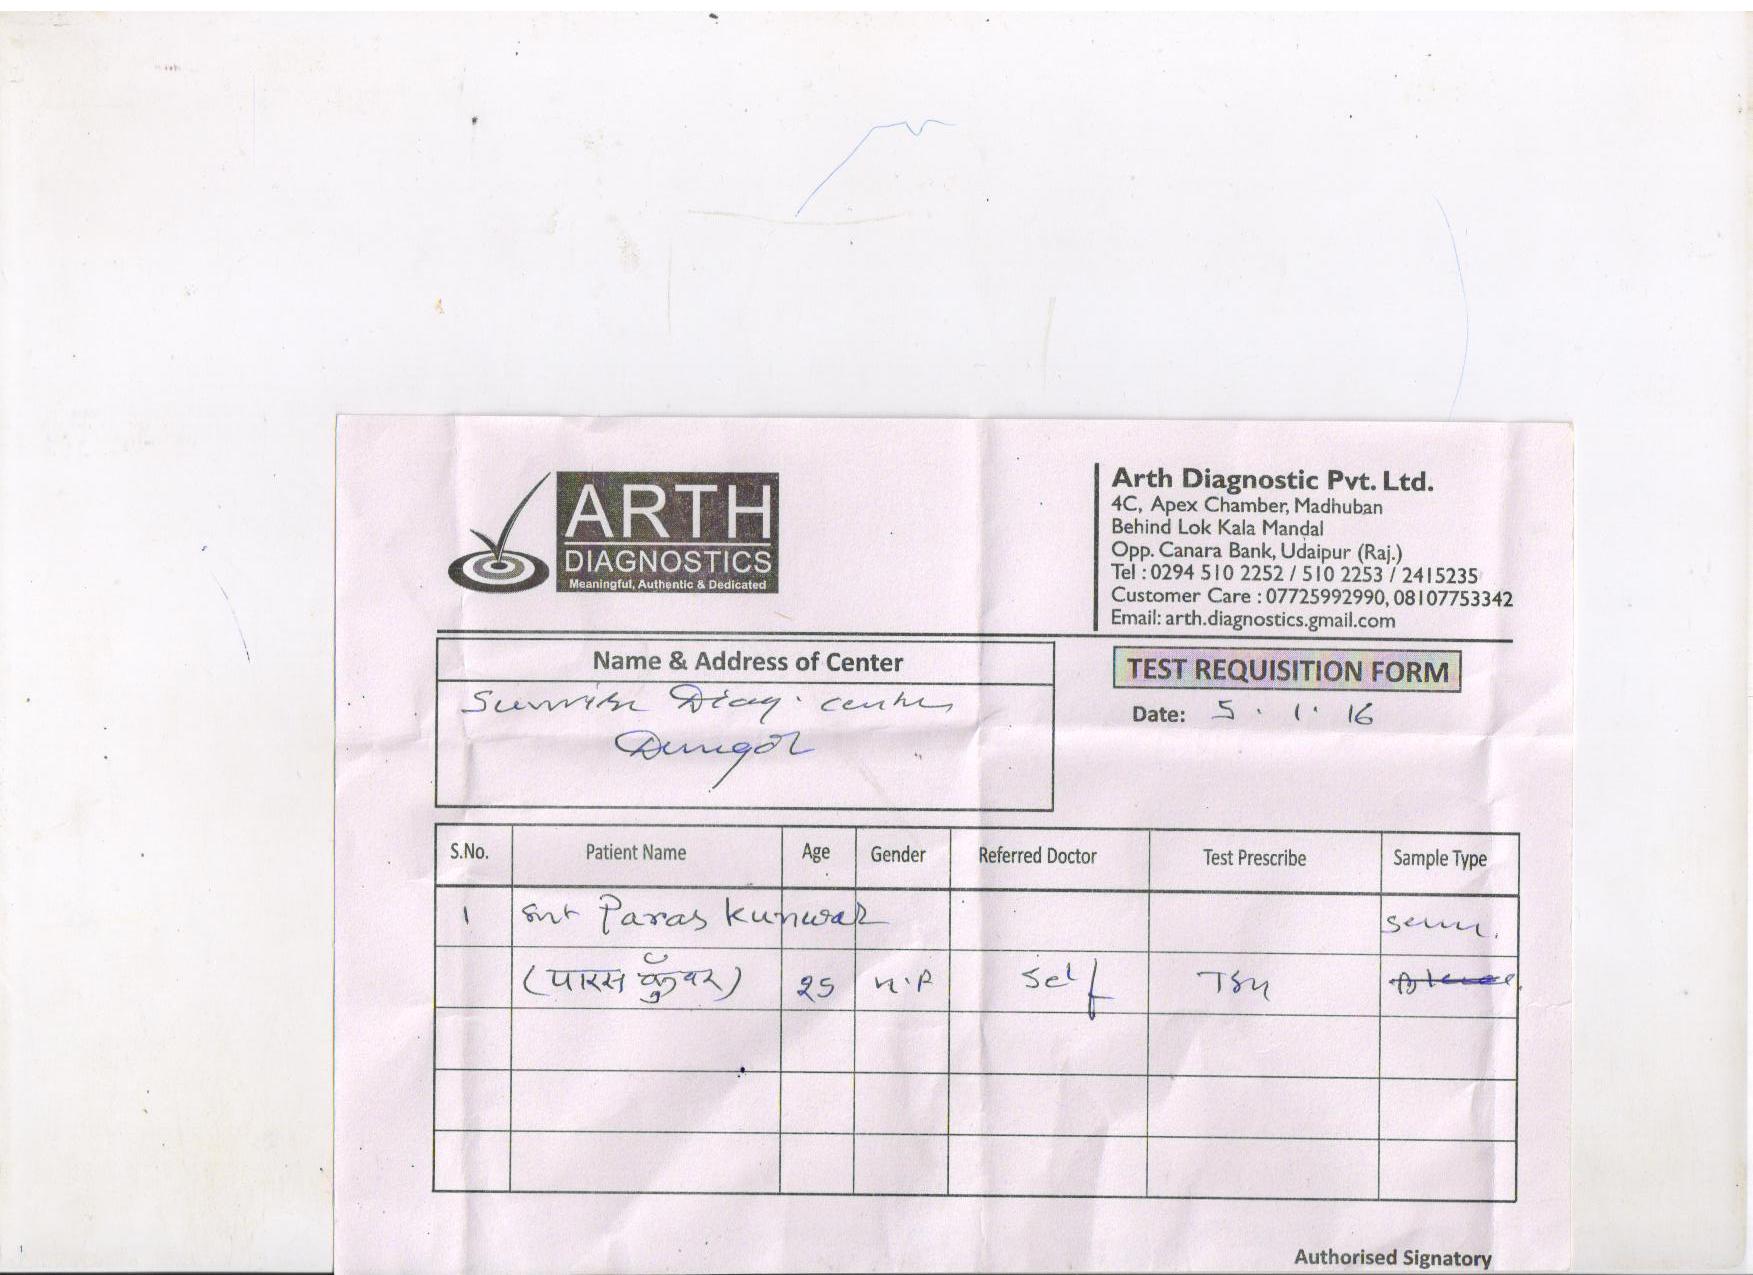 ARTH
DIAGNOSTICS
Meaningful, Authentic & Dedicated
Arth Diagnostic Pvt. Ltd.
4C, Apex Chamber, Madhuban
Behind Lok Kala Mandal
Opp. Canara Bank, Udaipur (Raj.)
Tel : 0294 510 2252 / 510 2253 / 2415235
Customer Care : 07725992990, 08107753342
Email: arth.diagnostics.gmail.com
Name & Address of Center
Diag. center
TEST REQUISITION FORM
Date: 5 . 1 . 16
S.No. Patient Name Age Gender Referred Doctor Test Prescribe Sample Type
1 Smt Paras Kunwar
(पारस कुँवर) 25 Self
Authorised Signatory